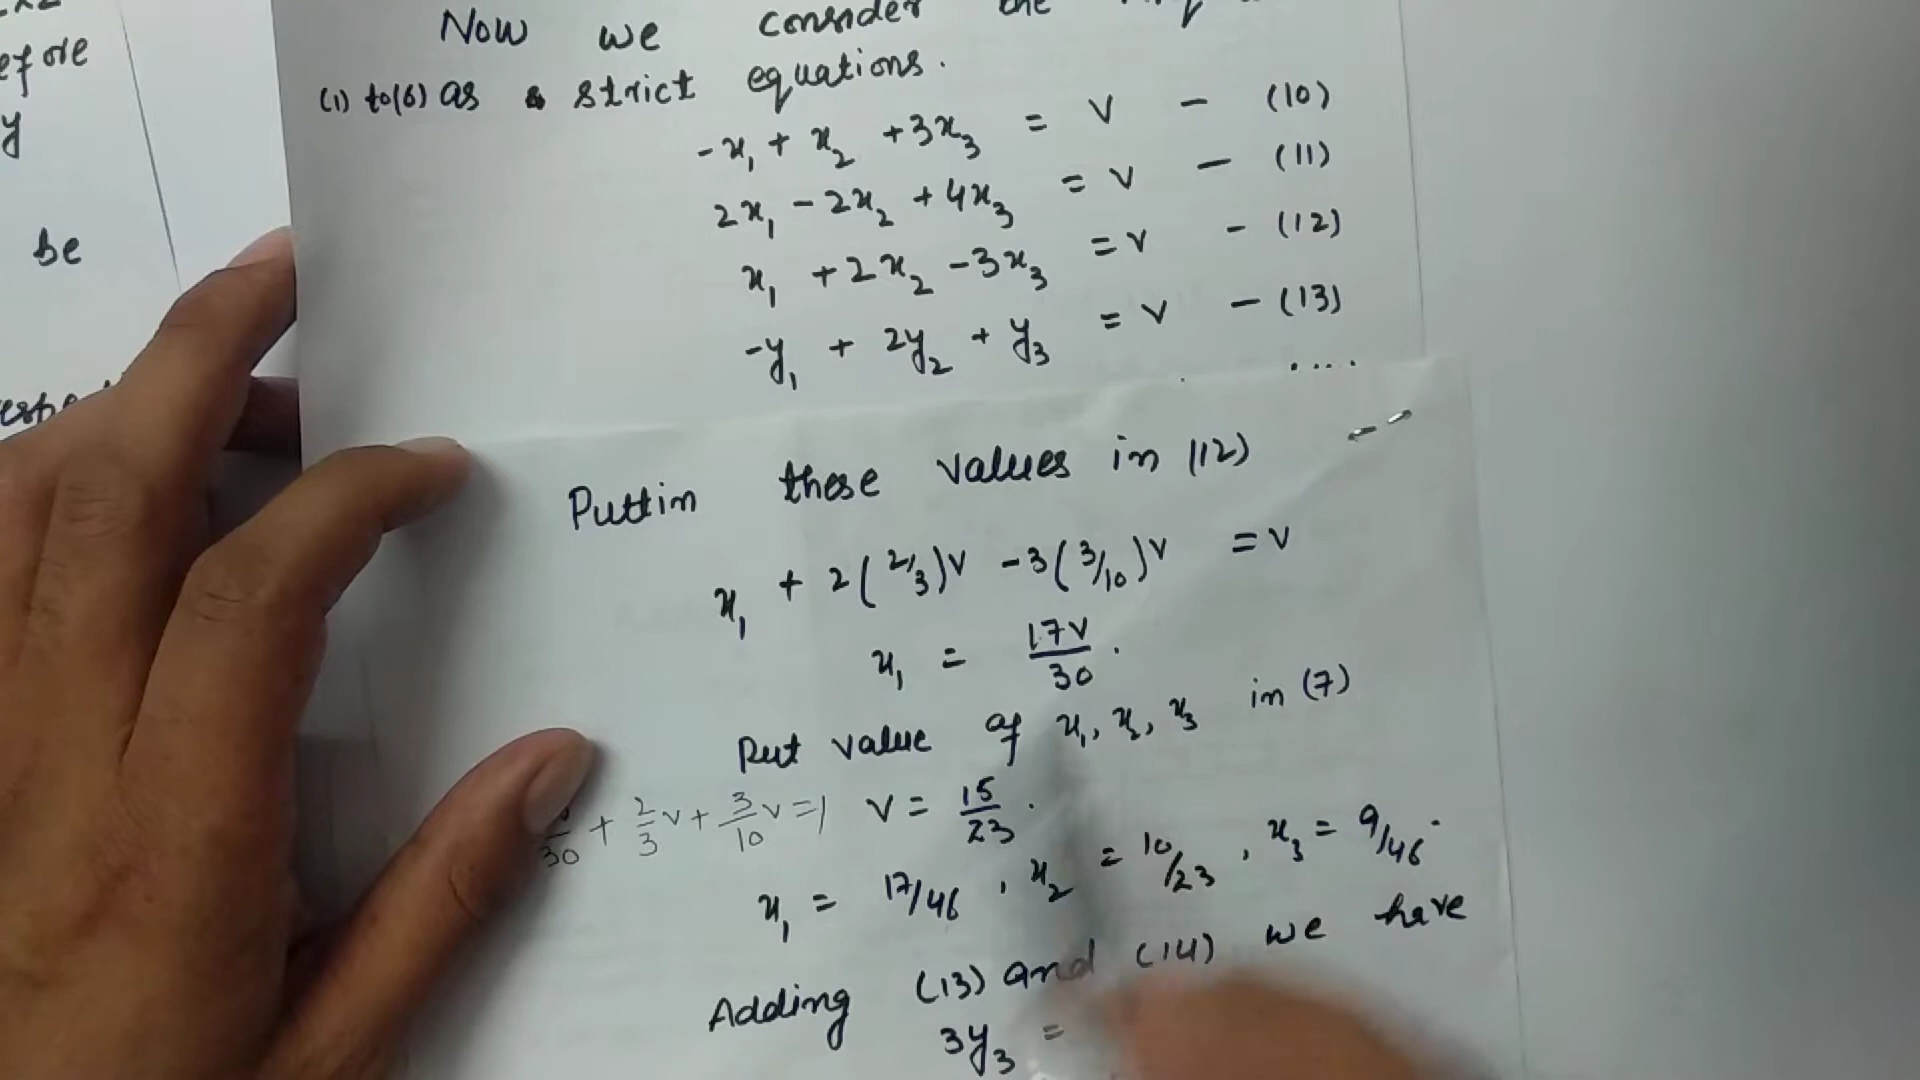 efore
y
be
Now we consider the
(1) to(6) as strict equations.
-x₁ + x₂ + 3x₃ = v - (10)
2x₁ - 2x₂ + 4x₃ = v - (11)
x₁ + 2x₂ - 3x₃ = v - (12)
-y₁ + 2y₂ + y₃ = v - (13)
Puttin these values in (12)
x₁ + 2(2/3)v - 3(3/10)v = v
x₁ = 17v/30.
Put value of x₁, x₂, x₃ in (7)
30 + 2/3 v + 3/10 v = 1 v = 15/23.
x₁ = 17/46, x₂ = 10/23, x₃ = 9/46.
Adding (13) and (14) we have
3y₃ =